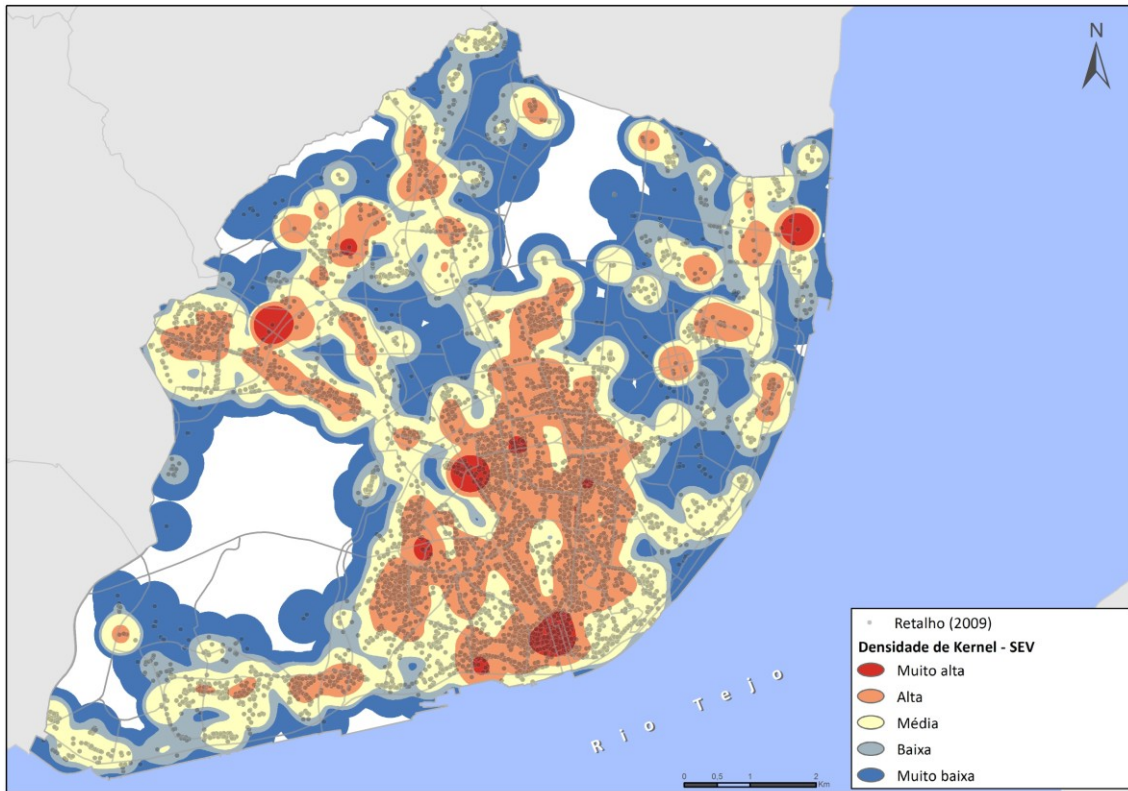 N
Rio Tejo
0 0,5 1 2
Km
Retalho (2009)
Densidade de Kernel - SEV
Muito alta
Alta
Média
Baixa
Muito baixa